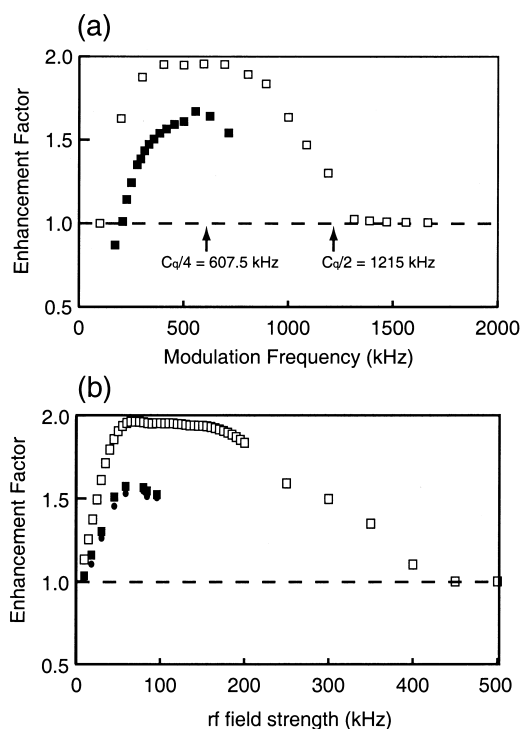 (a)
2.0
1.5
1.0
0.5
Enhancement Factor
Cq/4 = 607.5 kHz
Cq/2 = 1215 kHz
0
500
1000
1500
2000
Modulation Frequency (kHz)
(b)
2.0
1.5
1.0
0.5
Enhancement Factor
0
100
200
300
400
500
rf field strength (kHz)